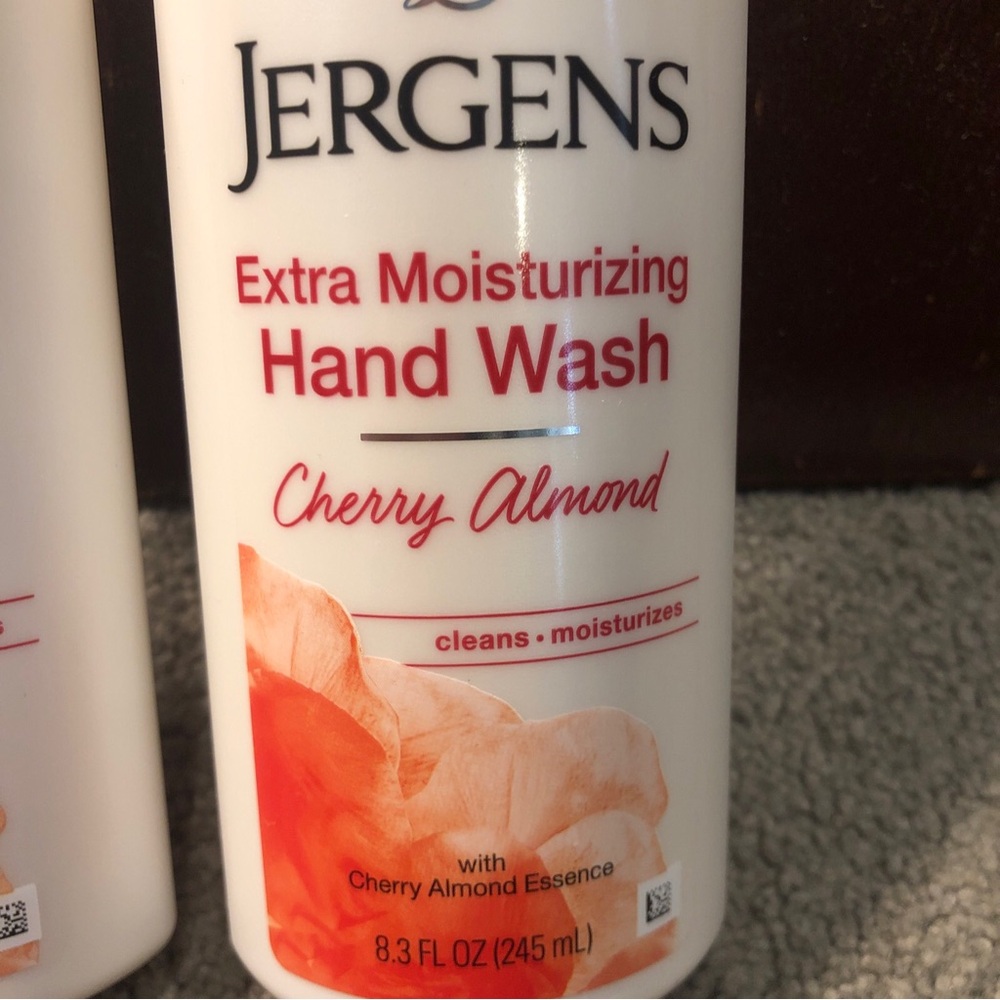 JERGENS
Extra Moisturizing
Hand Wash
Cherry Almond
cleans • moisturizes
with
Cherry Almond Essence
8.3 FL OZ (245 mL)
s